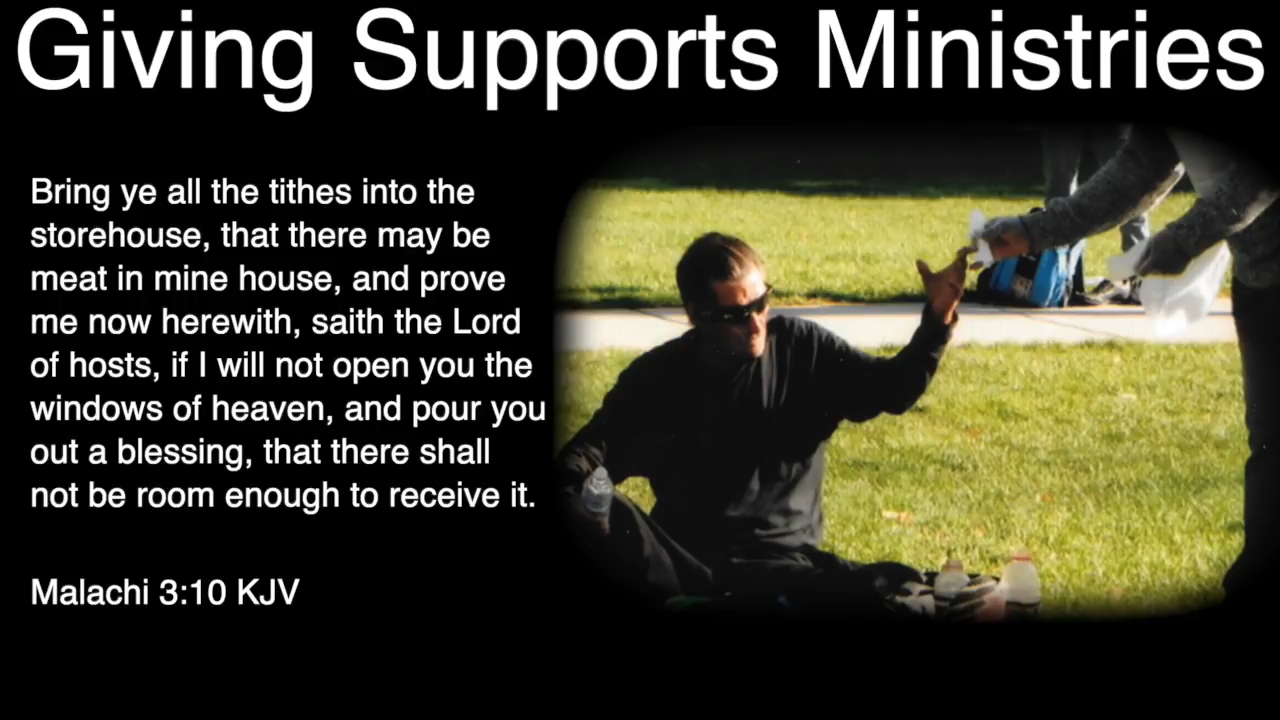 Giving Supports Ministries
Bring ye all the tithes into the
storehouse, that there may be
meat in mine house, and prove
me now herewith, saith the Lord
of hosts, if I will not open you the
windows of heaven, and pour you
out a blessing, that there shall
not be room enough to receive it.
Malachi 3:10 KJV